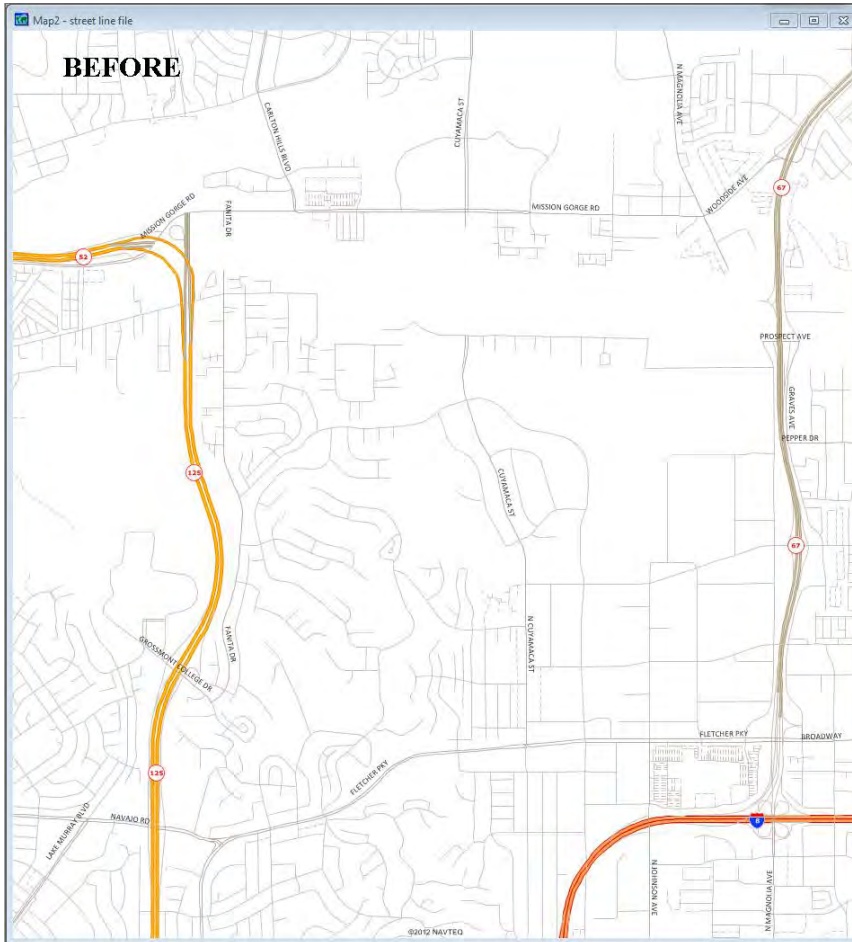 Map2 - street line file
BEFORE
CARLTON HILLS BLVD
CUYAMACA ST
N MAGNOLIA AVE
67
WOODSIDE AVE
MISSION GORGE RD
FANITA DR
MISSION GORGE RD
52
PROSPECT AVE
GRAVES AVE
PEPPER DR
125
CUYAMACA ST
67
N CUYAMACA ST
FANITA DR
GROSSMONT COLLEGE DR
FLETCHER PKY
BROADWAY
125
FLETCHER PKY
LAKE MURRAY BLVD
NAVAJO RD
8
N JOHNSON AVE
N MAGNOLIA AVE
©2012 NAVTEQ